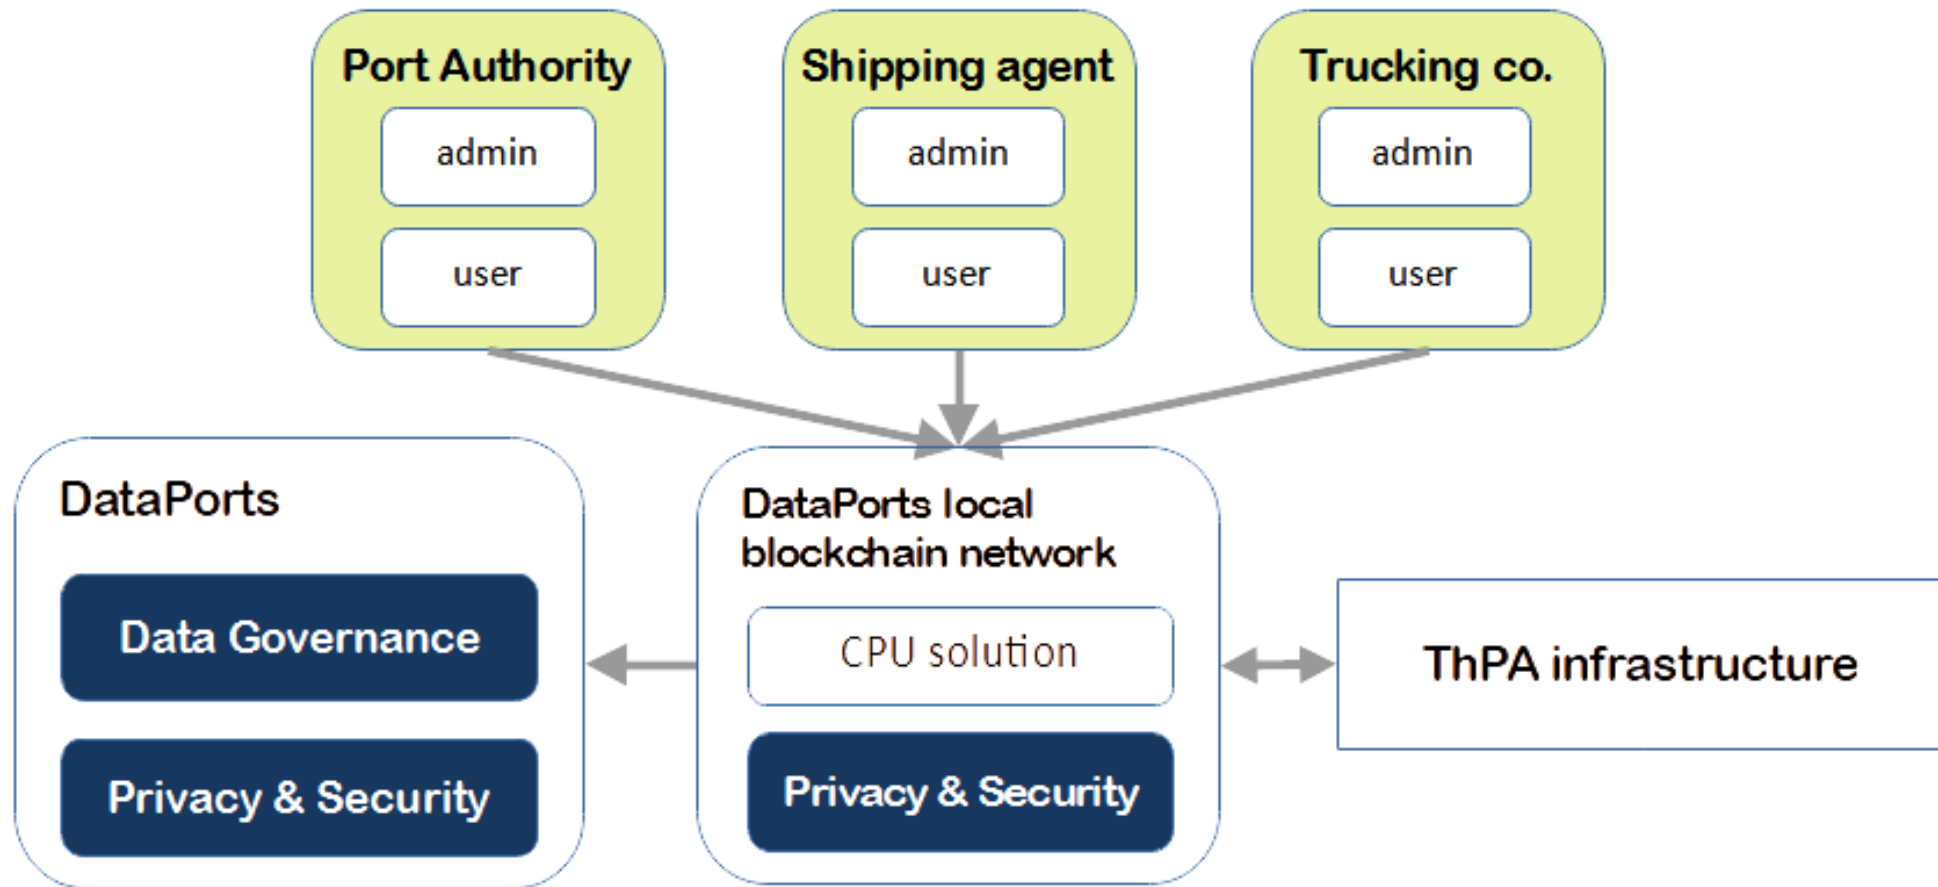 Port Authority
admin
user
Shipping agent
admin
user
Trucking co.
admin
user
DataPorts
Data Governance
Privacy & Security
DataPorts local
blockchain network
CPU solution
Privacy & Security
ThPA infrastructure